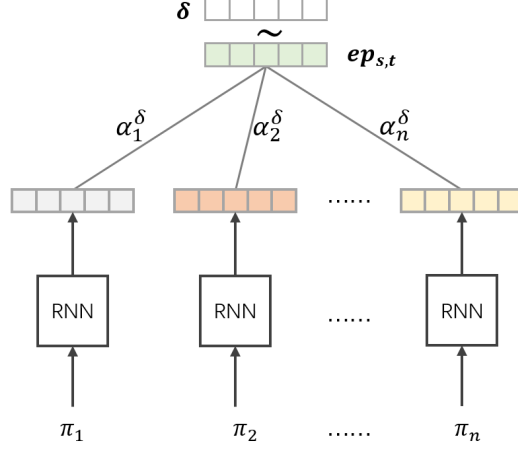 δ
~
ep_{s,t}
α_1^δ α_2^δ α_n^δ
……
RNN RNN …… RNN
π_1 π_2 …… π_n